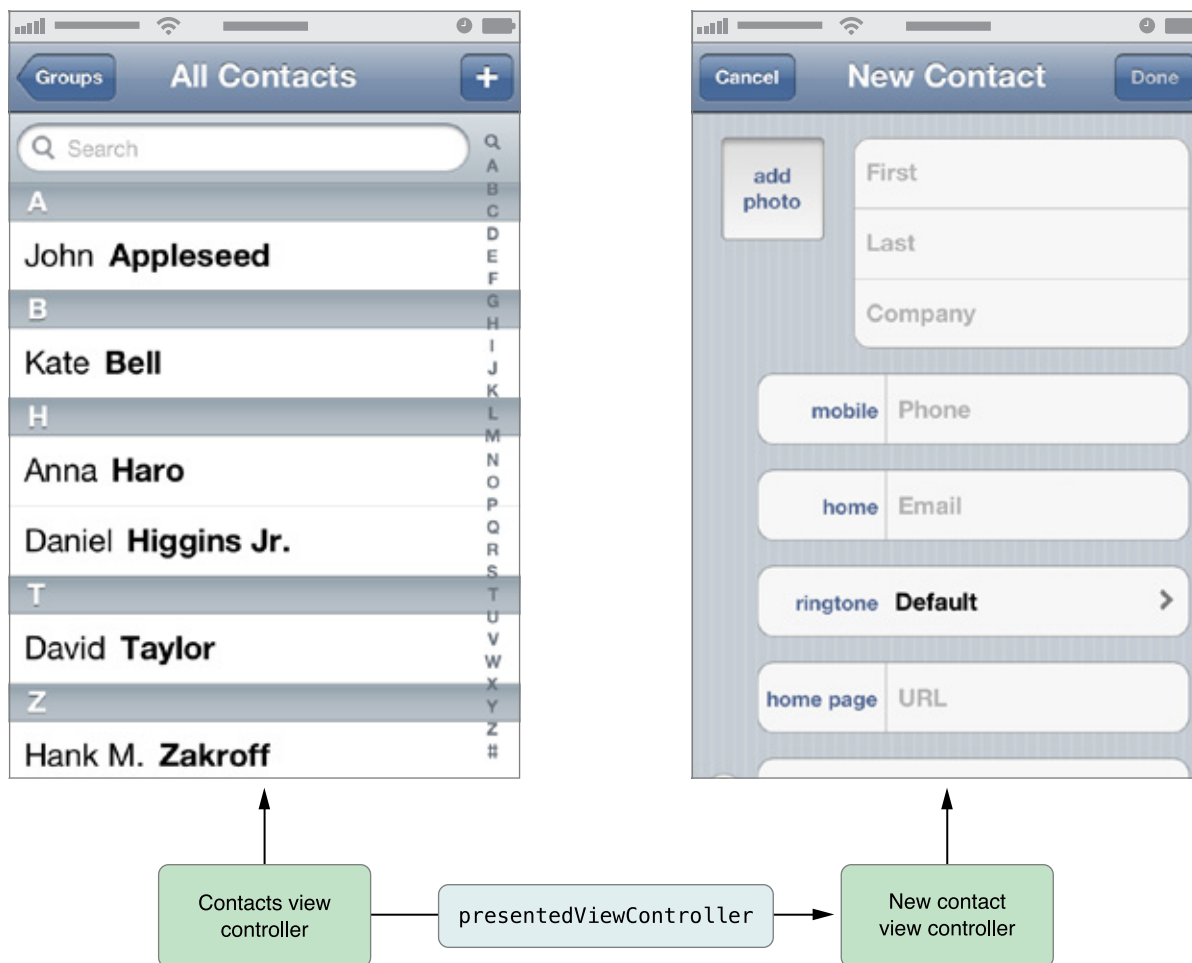 Groups
All Contacts
+
Search
A
John Appleseed
B
Kate Bell
H
Anna Haro
Daniel Higgins Jr.
T
David Taylor
Z
Hank M. Zakroff
A
B
C
D
E
F
G
H
I
J
K
L
M
N
O
P
Q
R
S
T
U
V
W
X
Y
Z
#
Cancel
New Contact
Done
add
photo
First
Last
Company
mobile Phone
home Email
ringtone Default
home page URL
Contacts view
controller
presentedViewController
New contact
view controller